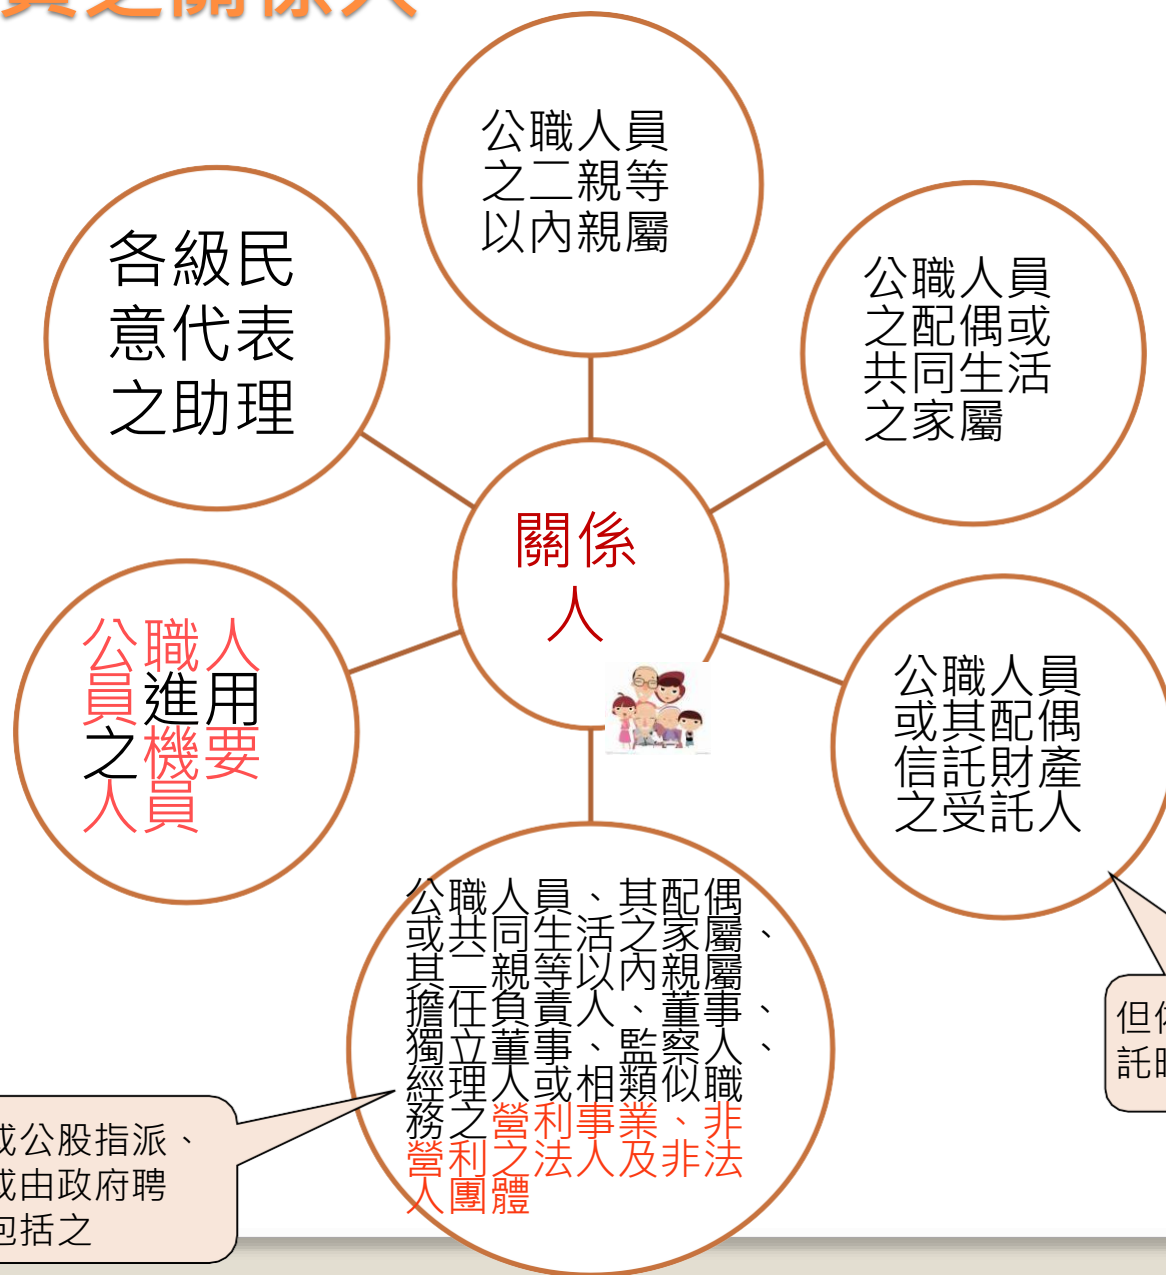 員之關係人
公職人員
之二親等
以內親屬
公職人員
之配偶或
共同生活
之家屬
公職人員
或其配偶
信託財產
之受託人
但依
託時
公職人員、其配偶
或共同生活之家屬、
其二親等以內親屬
擔任負責人、董事、
獨立董事、監察人、
經理人或相類似職
務之營利事業、非
營利之法人及非法
人團體
或公股指派、
或由政府聘
包括之
公職人
員進用
之機要
人員
各級民
意代表
之助理
關係
人